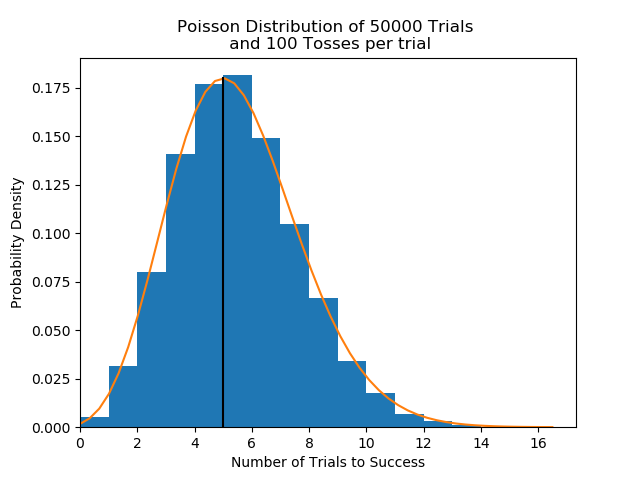 Poisson Distribution of 50000 Trials
and 100 Tosses per trial
0.175
0.150
0.125
0.100
0.075
0.050
0.025
0.000
Probability Density
0 2 4 6 8 10 12 14 16
Number of Trials to Success